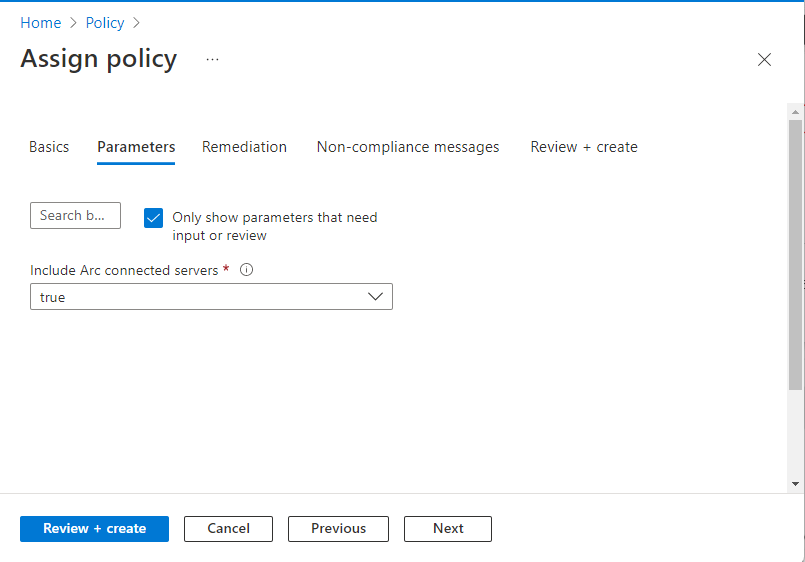 Home > Policy >
Assign policy ...
Basics Parameters Remediation Non-compliance messages Review + create
Search b...
Only show parameters that need
input or review
Include Arc connected servers *
true
Review + create Cancel Previous Next